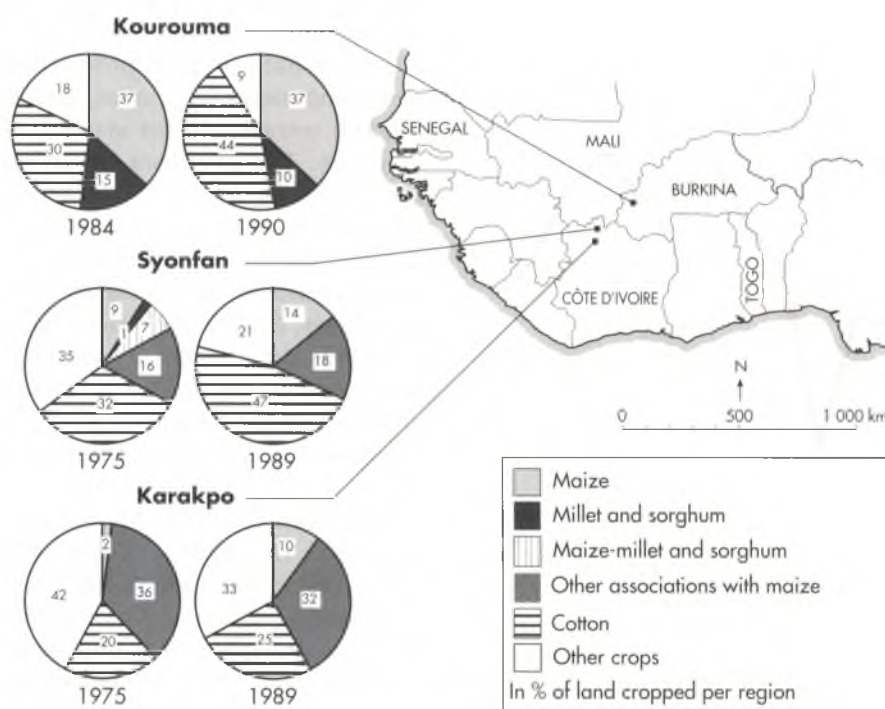 Kourouma
18
37
30
15
1984
9
37
44
10
1990
Syonfan
9
1
7
35
16
32
1975
14
21
18
47
1989
Karakpo
2
42
36
20
1975
10
33
32
25
1989
SENEGAL
MALI
BURKINA
CÔTE D'IVOIRE
TOGO
N
0 500 1 000 km
Maize
Millet and sorghum
Maize-millet and sorghum
Other associations with maize
Cotton
Other crops
In % of land cropped per region